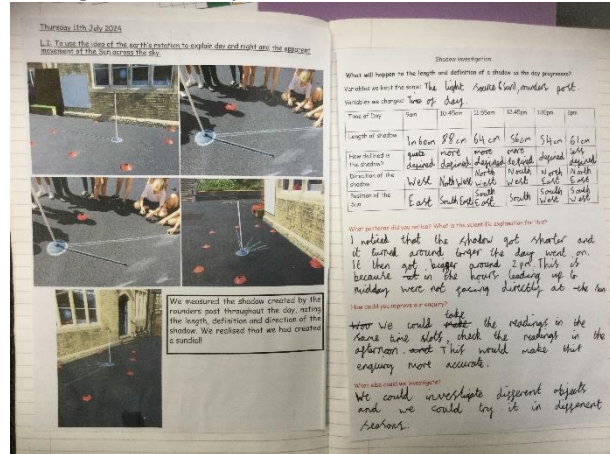 Thursday 11th July 2024
L.I. To use the idea of the earth's rotation to explain day and night and the apparent
movement of the Sun across the sky.
We measured the shadow created by the
rounders post throughout the day, noting
the length, definition and direction of the
shadow. We realised that we had created
a sundial!
Shadow Investigation
What will happen to the length and definition of a shadow as the day progresses?
Variables we kept the same: The light source (Sun), rounders post.
Variables we changed: Time of day.
Time of Day 9am 10:45am 11:55am 12:45pm 1:00pm 2pm
Length of shadow 1m 6cm 88cm 64cm 56cm 54cm 61cm
How defined is the shadow? quite defined more defined more defined more defined defined less defined
Direction of the shadow West North West North West North West North East North East
Position of the Sun East South East South East South South West South West
What patterns did you notice? What is the scientific explanation for this?
I noticed that the shadow got shorter and
it turned around longer the day went on.
It then got bigger around 2pm. This is
because at in the hours leading up to
midday were not facing directly at the sun
How could you improve our enquiry?
We could take the readings in the
same time slots, check the readings in the
afternoon. and This would make this
enquiry more accurate.
What else could we investigate?
We could investigate different objects
and we could try it in different
seasons.